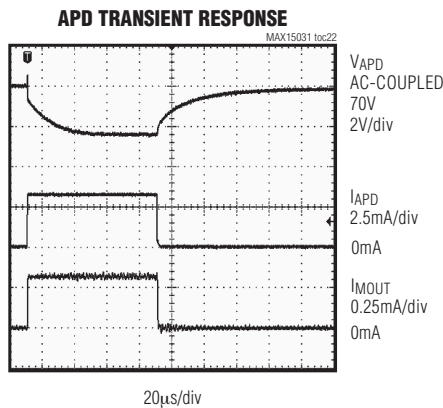 APD TRANSIENT RESPONSE
MAX15031 toc22
T
VAPD
AC-COUPLED
70V
2V/div
IAPD
2.5mA/div
0mA
IMOUT
0.25mA/div
0mA
20μs/div